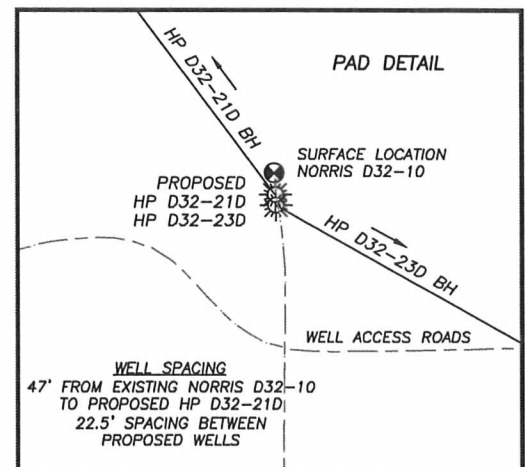 PAD DETAIL
HP D32-21D BH
SURFACE LOCATION
NORRIS D32-10
PROPOSED
HP D32-21D
HP D32-23D
HP D32-23D BH
WELL ACCESS ROADS
WELL SPACING
47' FROM EXISTING NORRIS D32-10
TO PROPOSED HP D32-21D
22.5' SPACING BETWEEN
PROPOSED WELLS